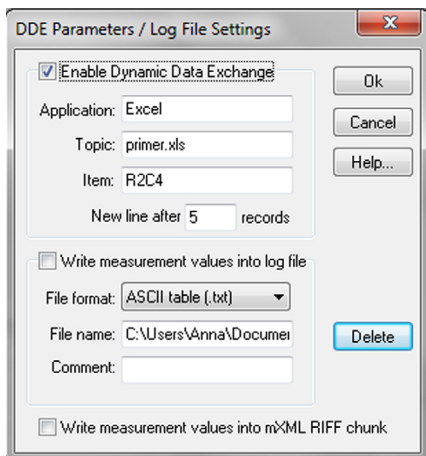 DDE Parameters / Log File Settings
Enable Dynamic Data Exchange
Ok
Application: Excel
Cancel
Topic: primer.xls
Help...
Item: R2C4
New line after 5 records
Write measurement values into log file
File format: ASCII table (.txt)
File name: C:\Users\Anna\Documei
Delete
Comment:
Write measurement values into mXML RIFF chunk